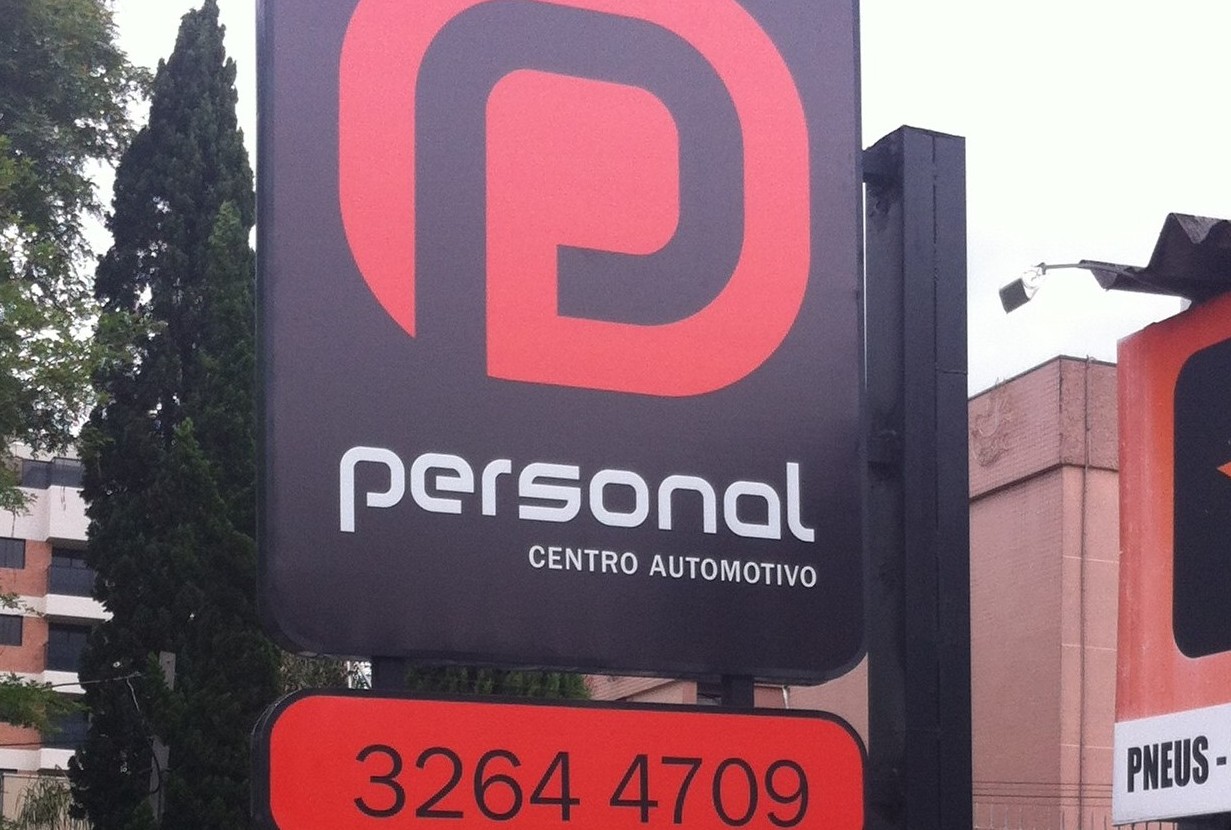 personal
CENTRO AUTOMOTIVO
3264 4709
PNEUS -